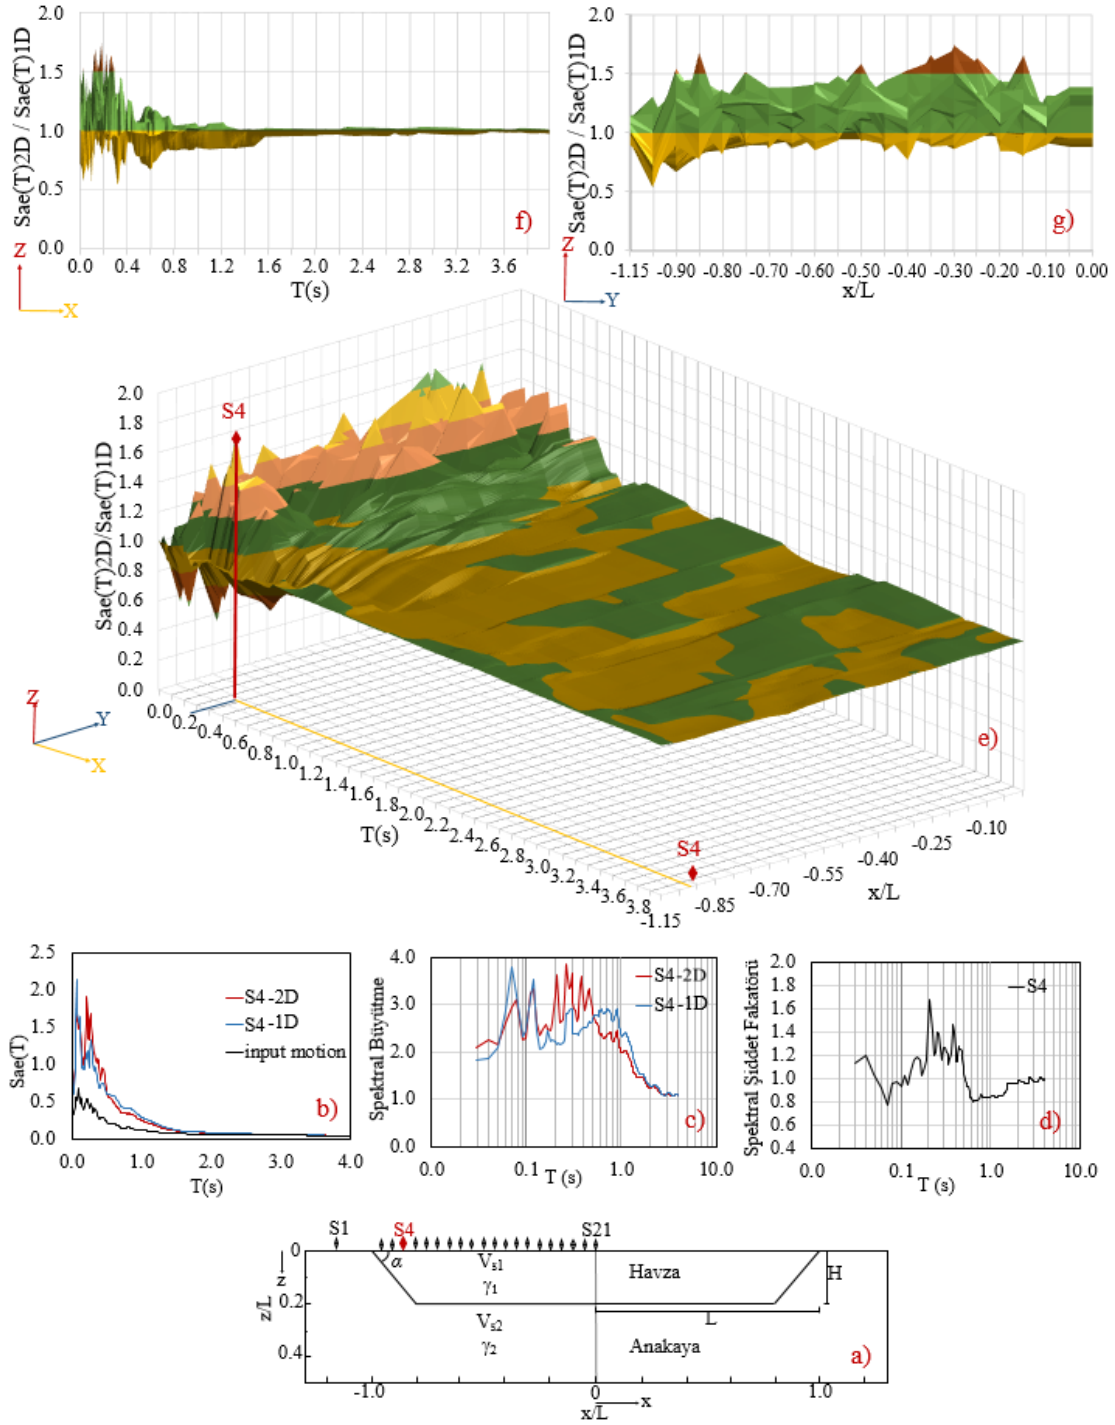 Sae(T)2D / Sae(T)1D
2.0
1.5
1.0
0.5
0.0
f)
0.0 0.4 0.8 1.2 1.6 2.0 2.4 2.8 3.2 3.6
T(s)
Z
X
Sae(T)2D / Sae(T)1D
2.0
1.5
1.0
0.5
0.0
g)
-1.15 -0.90 -0.80 -0.70 -0.60 -0.50 -0.40 -0.30 -0.20 -0.10 0.00
x/L
Z
Y
Sae(T)2D/Sae(T)1D
2.0
1.8
1.6
1.4
1.2
1.0
0.8
0.6
0.4
0.2
0.0
S4
Z
Y
X
e)
0.0 0.2 0.4 0.6 0.8 1.0 1.2 1.4 1.6 1.8 2.0 2.2 2.4 2.6 2.8 3.0 3.2 3.4 3.6 3.8
T(s)
S4
-1.15 -0.85 -0.70 -0.55 -0.40 -0.25 -0.10
x/L
Sae(T)
2.5
2.0
1.5
1.0
0.5
0.0
S4-2D
S4-1D
input motion
b)
0.0 1.0 2.0 3.0 4.0
T(s)
Spektral Büyütme
4.0
3.0
2.0
1.0
0.0
S4-2D
S4-1D
c)
0.0 0.1 1.0 10.0
T (s)
Spektral Şiddet Fakatörü
2.0
1.8
1.6
1.4
1.2
1.0
0.8
0.6
0.4
S4
d)
0.0 0.1 1.0 10.0
T (s)
S1 S4 S21
0
z
z/L
0.2
0.4
α
Vs1
γ1
Havza
H
L
Vs2
γ2
Anakaya
a)
-1.0 0 1.0
x/L x